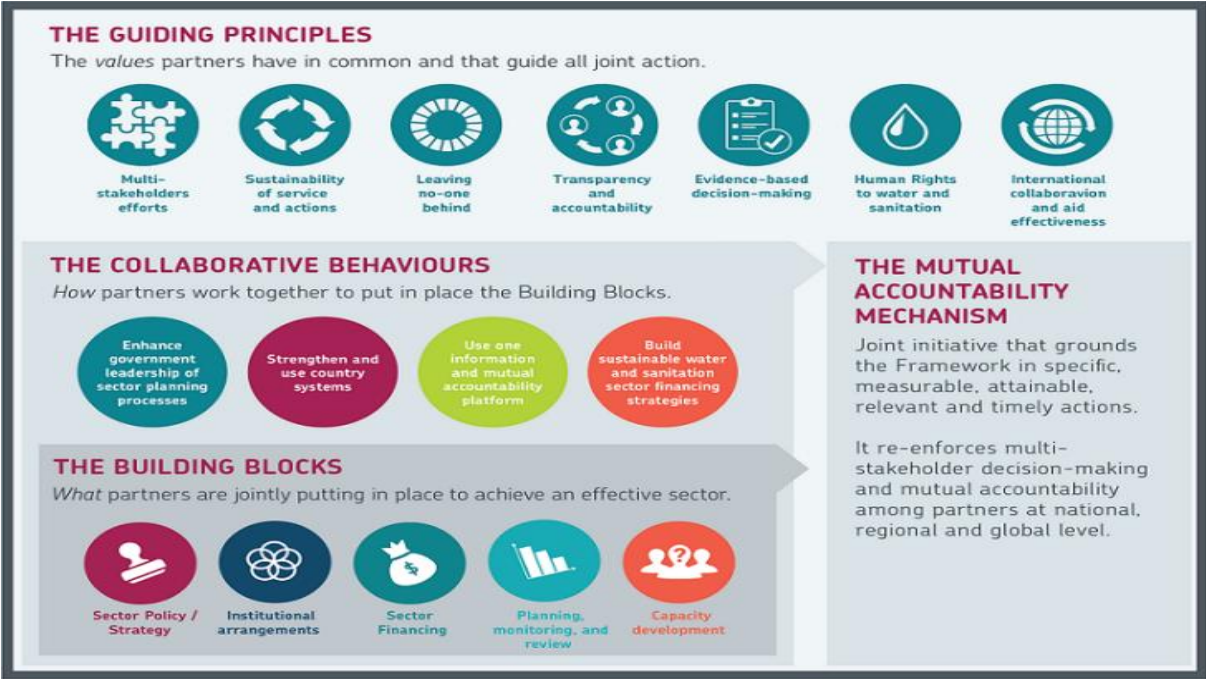 THE GUIDING PRINCIPLES
The values partners have in common and that guide all joint action.
Multi-
stakeholders
efforts
Sustainability
of service
and actions
Leaving
no-one
behind
Transparency
and
accountability
Evidence-based
decision-making
Human Rights
to water and
sanitation
International
collaboravion
and aid
effectiveness
THE COLLABORATIVE BEHAVIOURS
How partners work together to put in place the Building Blocks.
Enhance
government
leadership of
sector planning
processes
Strengthen and
use country
systems
Use one
information
and mutual
accountability
platform
Build
sustainable water
and sanitation
sector financing
strategies
THE BUILDING BLOCKS
What partners are jointly putting in place to achieve an effective sector.
?
$
Sector Policy /
Strategy
Institutional
arrangements
Sector
Financing
Planning,
monitoring, and
review
Capacity
development
THE MUTUAL
ACCOUNTABILITY
MECHANISM
Joint initiative that grounds
the Framework in specific,
measurable, attainable,
relevant and timely actions.
It re-enforces multi-
stakeholder decision-making
and mutual accountability
among partners at national,
regional and global level.